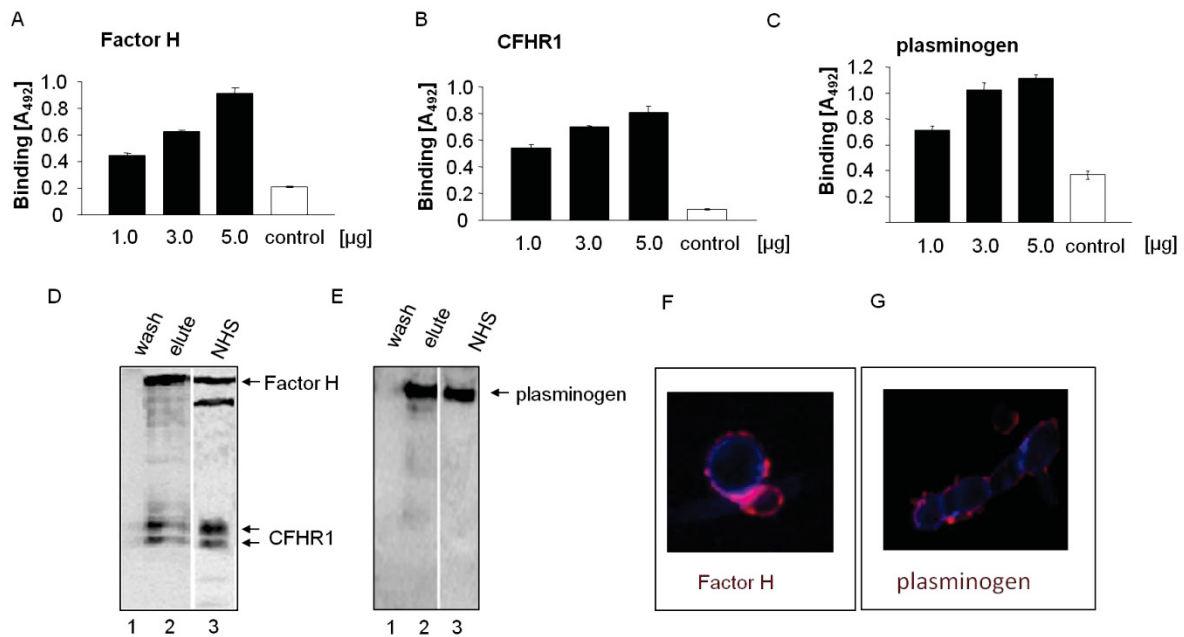 A
Factor H
Binding [A492]
1.0
0.8
0.6
0.4
0.2
0
1.0 3.0 5.0 control [µg]
B
CFHR1
Binding [A492]
1.0
0.8
0.6
0.4
0.2
0
1.0 3.0 5.0 control [µg]
C
plasminogen
Binding [A492]
1.2
1.0
0.8
0.6
0.4
1.2
0
1.0 3.0 5.0 control [µg]
D
wash elute NHS
Factor H
CFHR1
1 2 3
E
wash elute NHS
plasminogen
1 2 3
F
Factor H
G
plasminogen